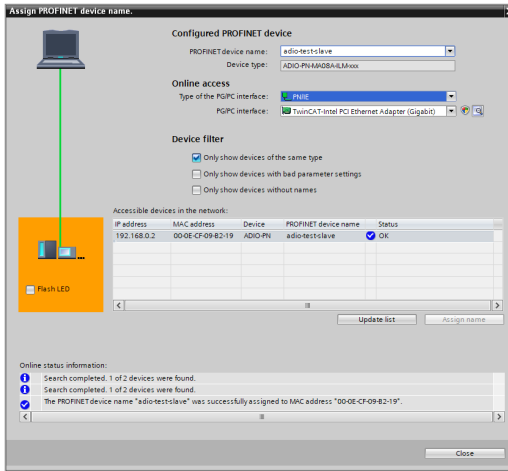 Assign PROFINET device name.
Configured PROFINET device
PROFINET device name: adio-test-slave
Device type: ADIO-PN-MA08A-ILM-xxx
Online access
Type of the PG/PC interface: PN/IE
PG/PC interface: TwinCAT-Intel PCI Ethernet Adapter (Gigabit)
Device filter
Only show devices of the same type
Only show devices with bad parameter settings
Only show devices without names
Accessible devices in the network:
IP address MAC address Device PROFINET device name Status
192.168.0.2 00-0E-CF-09-B2-19 ADIO-PN adio-test-slave OK
Flash LED
Update list Assign name
Online status information:
Search completed. 1 of 2 devices were found.
Search completed. 1 of 2 devices were found.
The PROFINET device name "adio-test-slave" was successfully assigned to MAC address "00-0E-CF-09-B2-19".
Close